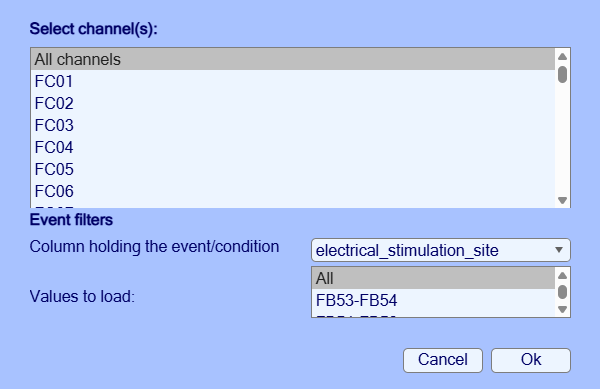 Select channel(s):
All channels
FC01
FC02
FC03
FC04
FC05
FC06
Event filters
Column holding the event/condition
electrical_stimulation_site
Values to load:
All
FB53-FB54
Cancel
Ok